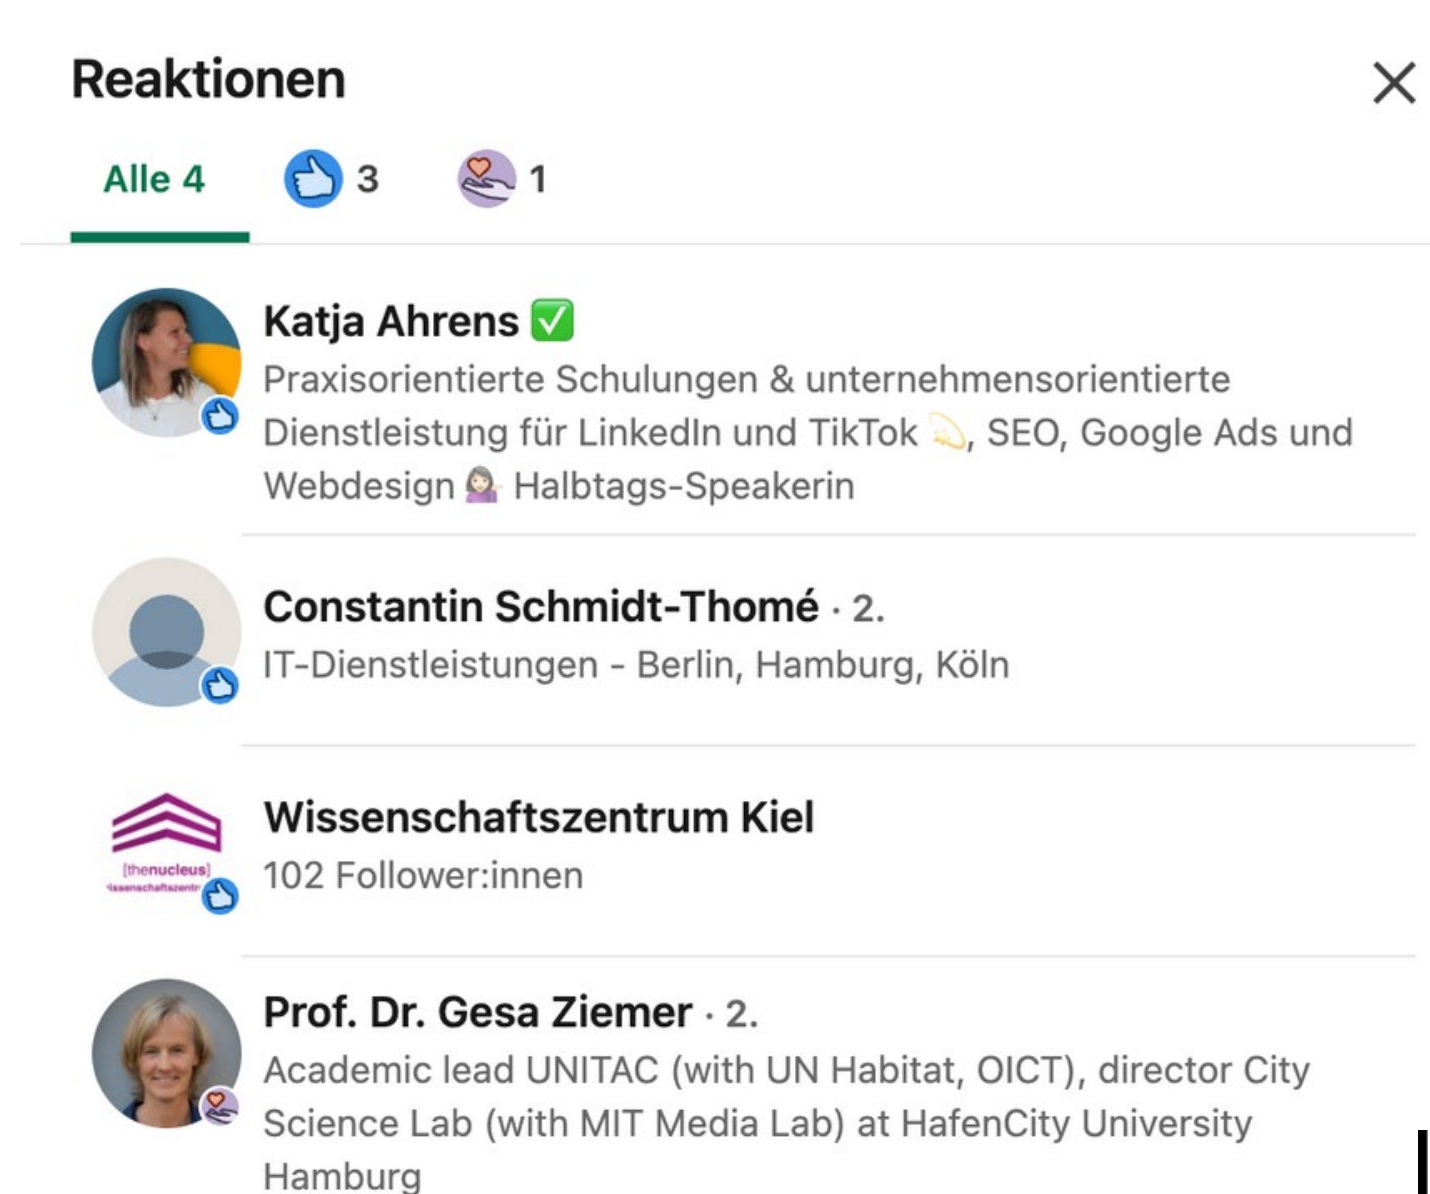 Reaktionen
Alle 4 3 1
Katja Ahrens ✅
Praxisorientierte Schulungen & unternehmensorientierte
Dienstleistung für LinkedIn und TikTok 💫, SEO, Google Ads und
Webdesign 💁🏻‍♀️ Halbtags-Speakerin
Constantin Schmidt-Thomé · 2.
IT-Dienstleistungen - Berlin, Hamburg, Köln
[thenucleus]
Wissenschaftszentrum Kiel
102 Follower:innen
Prof. Dr. Gesa Ziemer · 2.
Academic lead UNITAC (with UN Habitat, OICT), director City
Science Lab (with MIT Media Lab) at HafenCity University
Hamburg